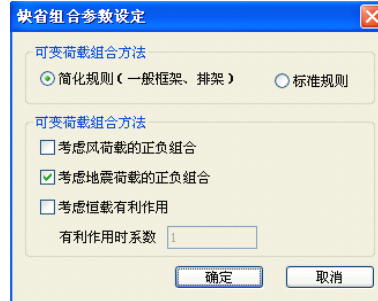 缺省组合参数设定
可变荷载组合方法
简化规则(一般框架、排架)
标准规则
可变荷载组合方法
考虑风荷载的正负组合
考虑地震荷载的正负组合
考虑恒载有利作用
有利作用时系数 1
确定 取消